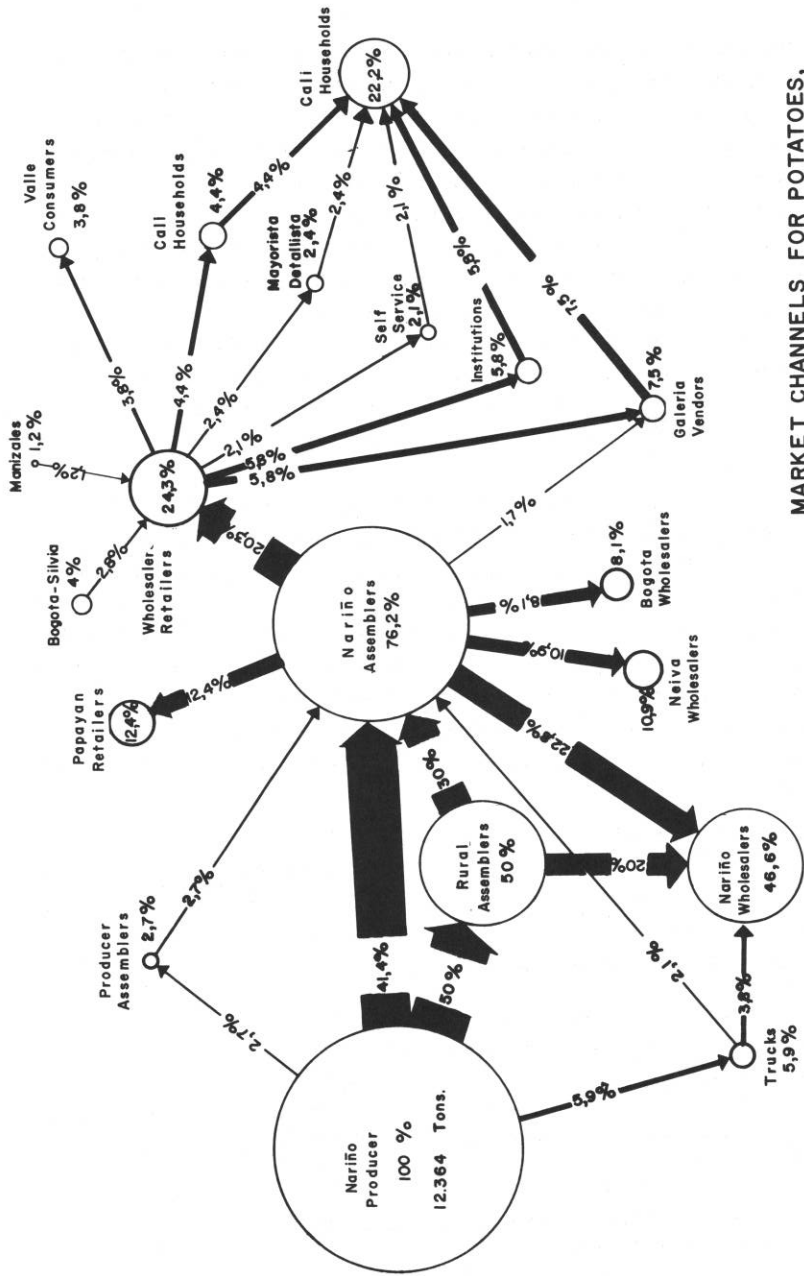 Nariño
Producer
100 %
12.364 Tons.
2,7%
41,4%
50%
5,9%
Producer
Assemblers
2,7%
2,7%
Trucks
5,9%
3,8%
2,1%
Rural
Assemblers
50%
30%
20%
Nariño
Wholesalers
46,6%
Nariño
Assemblers
76,2%
12,4%
Papayan
Retailers
12,4%
22,8%
10,9%
Neiva
Wholesalers
10,9%
8,1%
Bogota
Wholesalers
8,1%
1,7%
20,3%
Wholesaler-
Retailers
24,3%
Bogota-Silvia
4%
2,8%
Manizales
1,2%
1,2%
3,8%
Valle
Consumers
3,8%
4,4%
Cali
Households
4,4%
4,4%
2,4%
Mayorista
Detallista
2,4%
2,4%
2,1%
Self
Service
2,1%
2,1%
5,8%
Institutions
5,8%
5,8%
5,8%
Galeria
Vendors
7,5%
7,5%
Cali
Households
22,2%
MARKET CHANNELS FOR POTATOES,